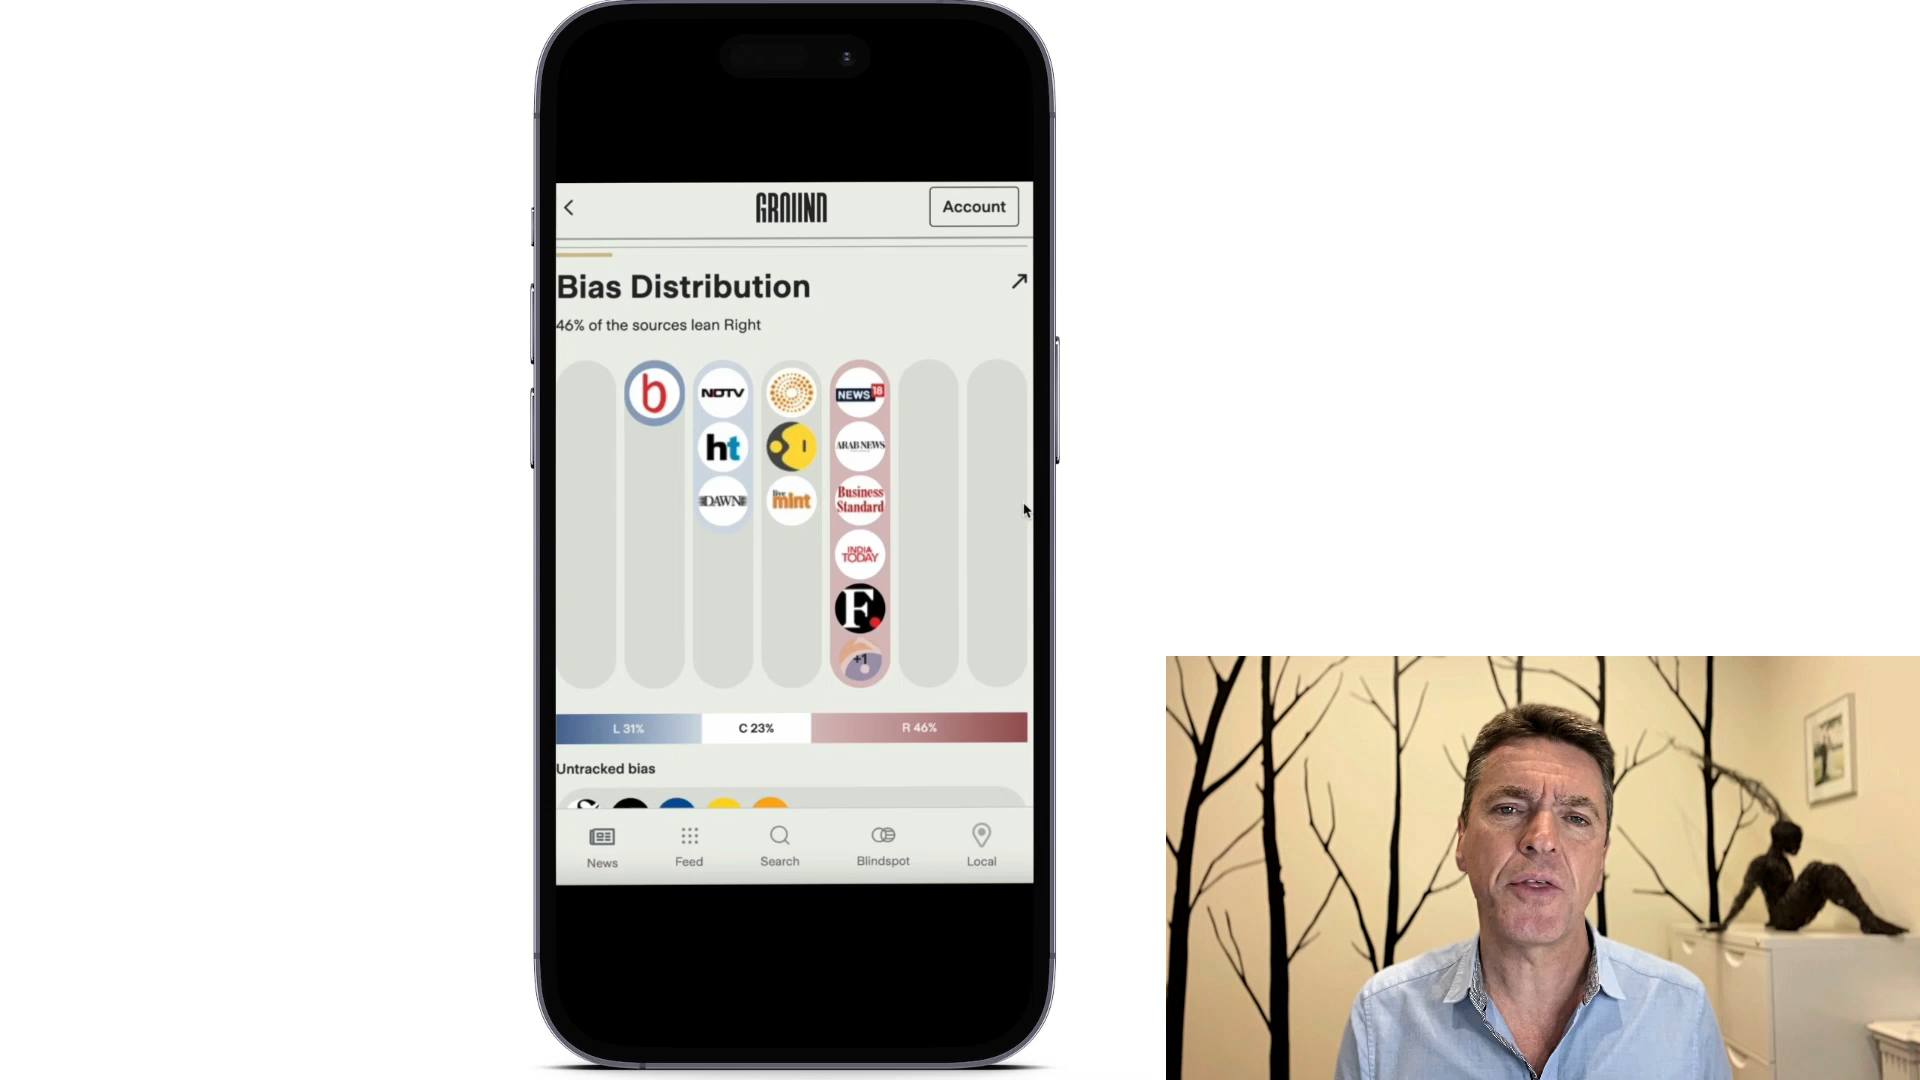 GROUND
Account
Bias Distribution
46% of the sources lean Right
b
NDTV
NEWS 18
ht
ARAB NEWS
DAWN
live mint
Business Standard
INDIA TODAY
F.
+1
L 31%
C 23%
R 46%
Untracked bias
News
Feed
Search
Blindspot
Local